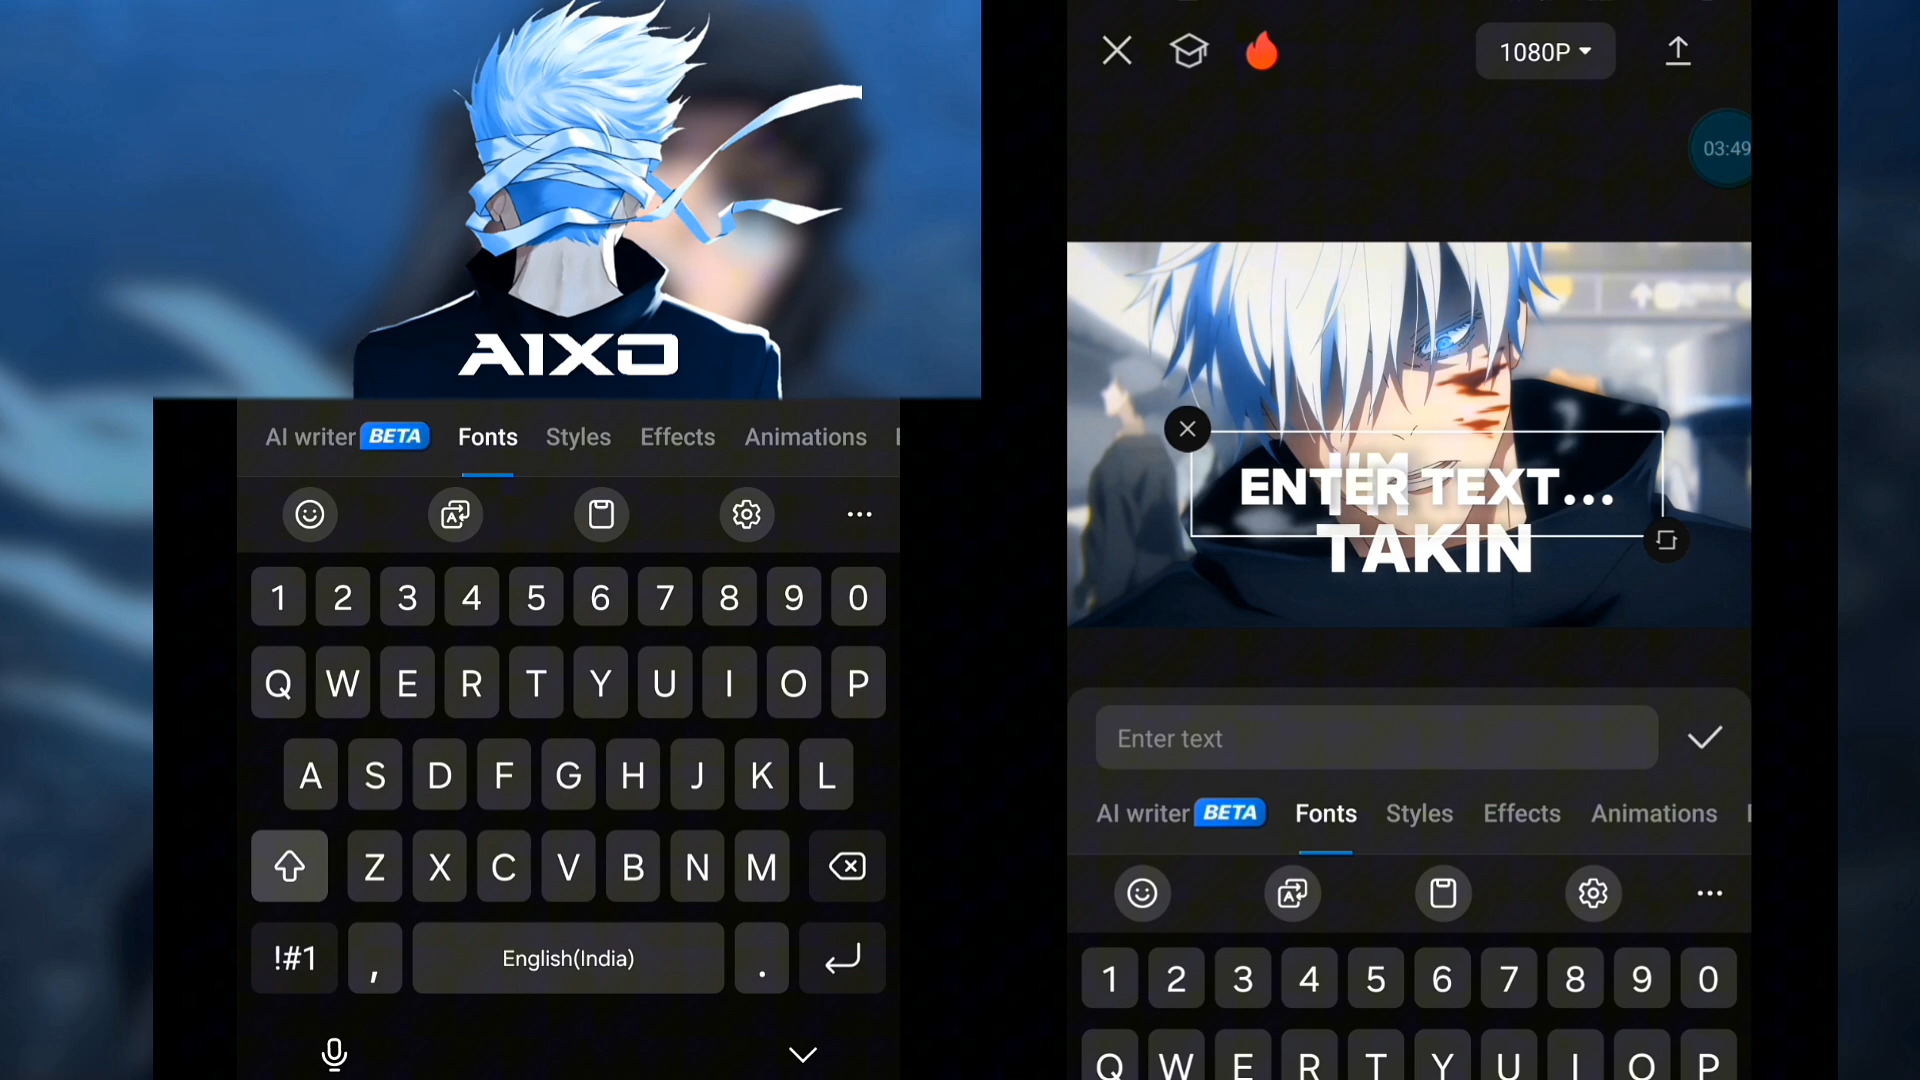 AIXO
AI writer BETA Fonts Styles Effects Animations
1 2 3 4 5 6 7 8 9 0
Q W E R T Y U I O P
A S D F G H J K L
Z X C V B N M
!#1 , English(India) .
1080P
03:49
I'M
ENTER TEXT...
TAKIN
Enter text
AI writer BETA Fonts Styles Effects Animations
1 2 3 4 5 6 7 8 9 0
Q W E R T Y U I O P